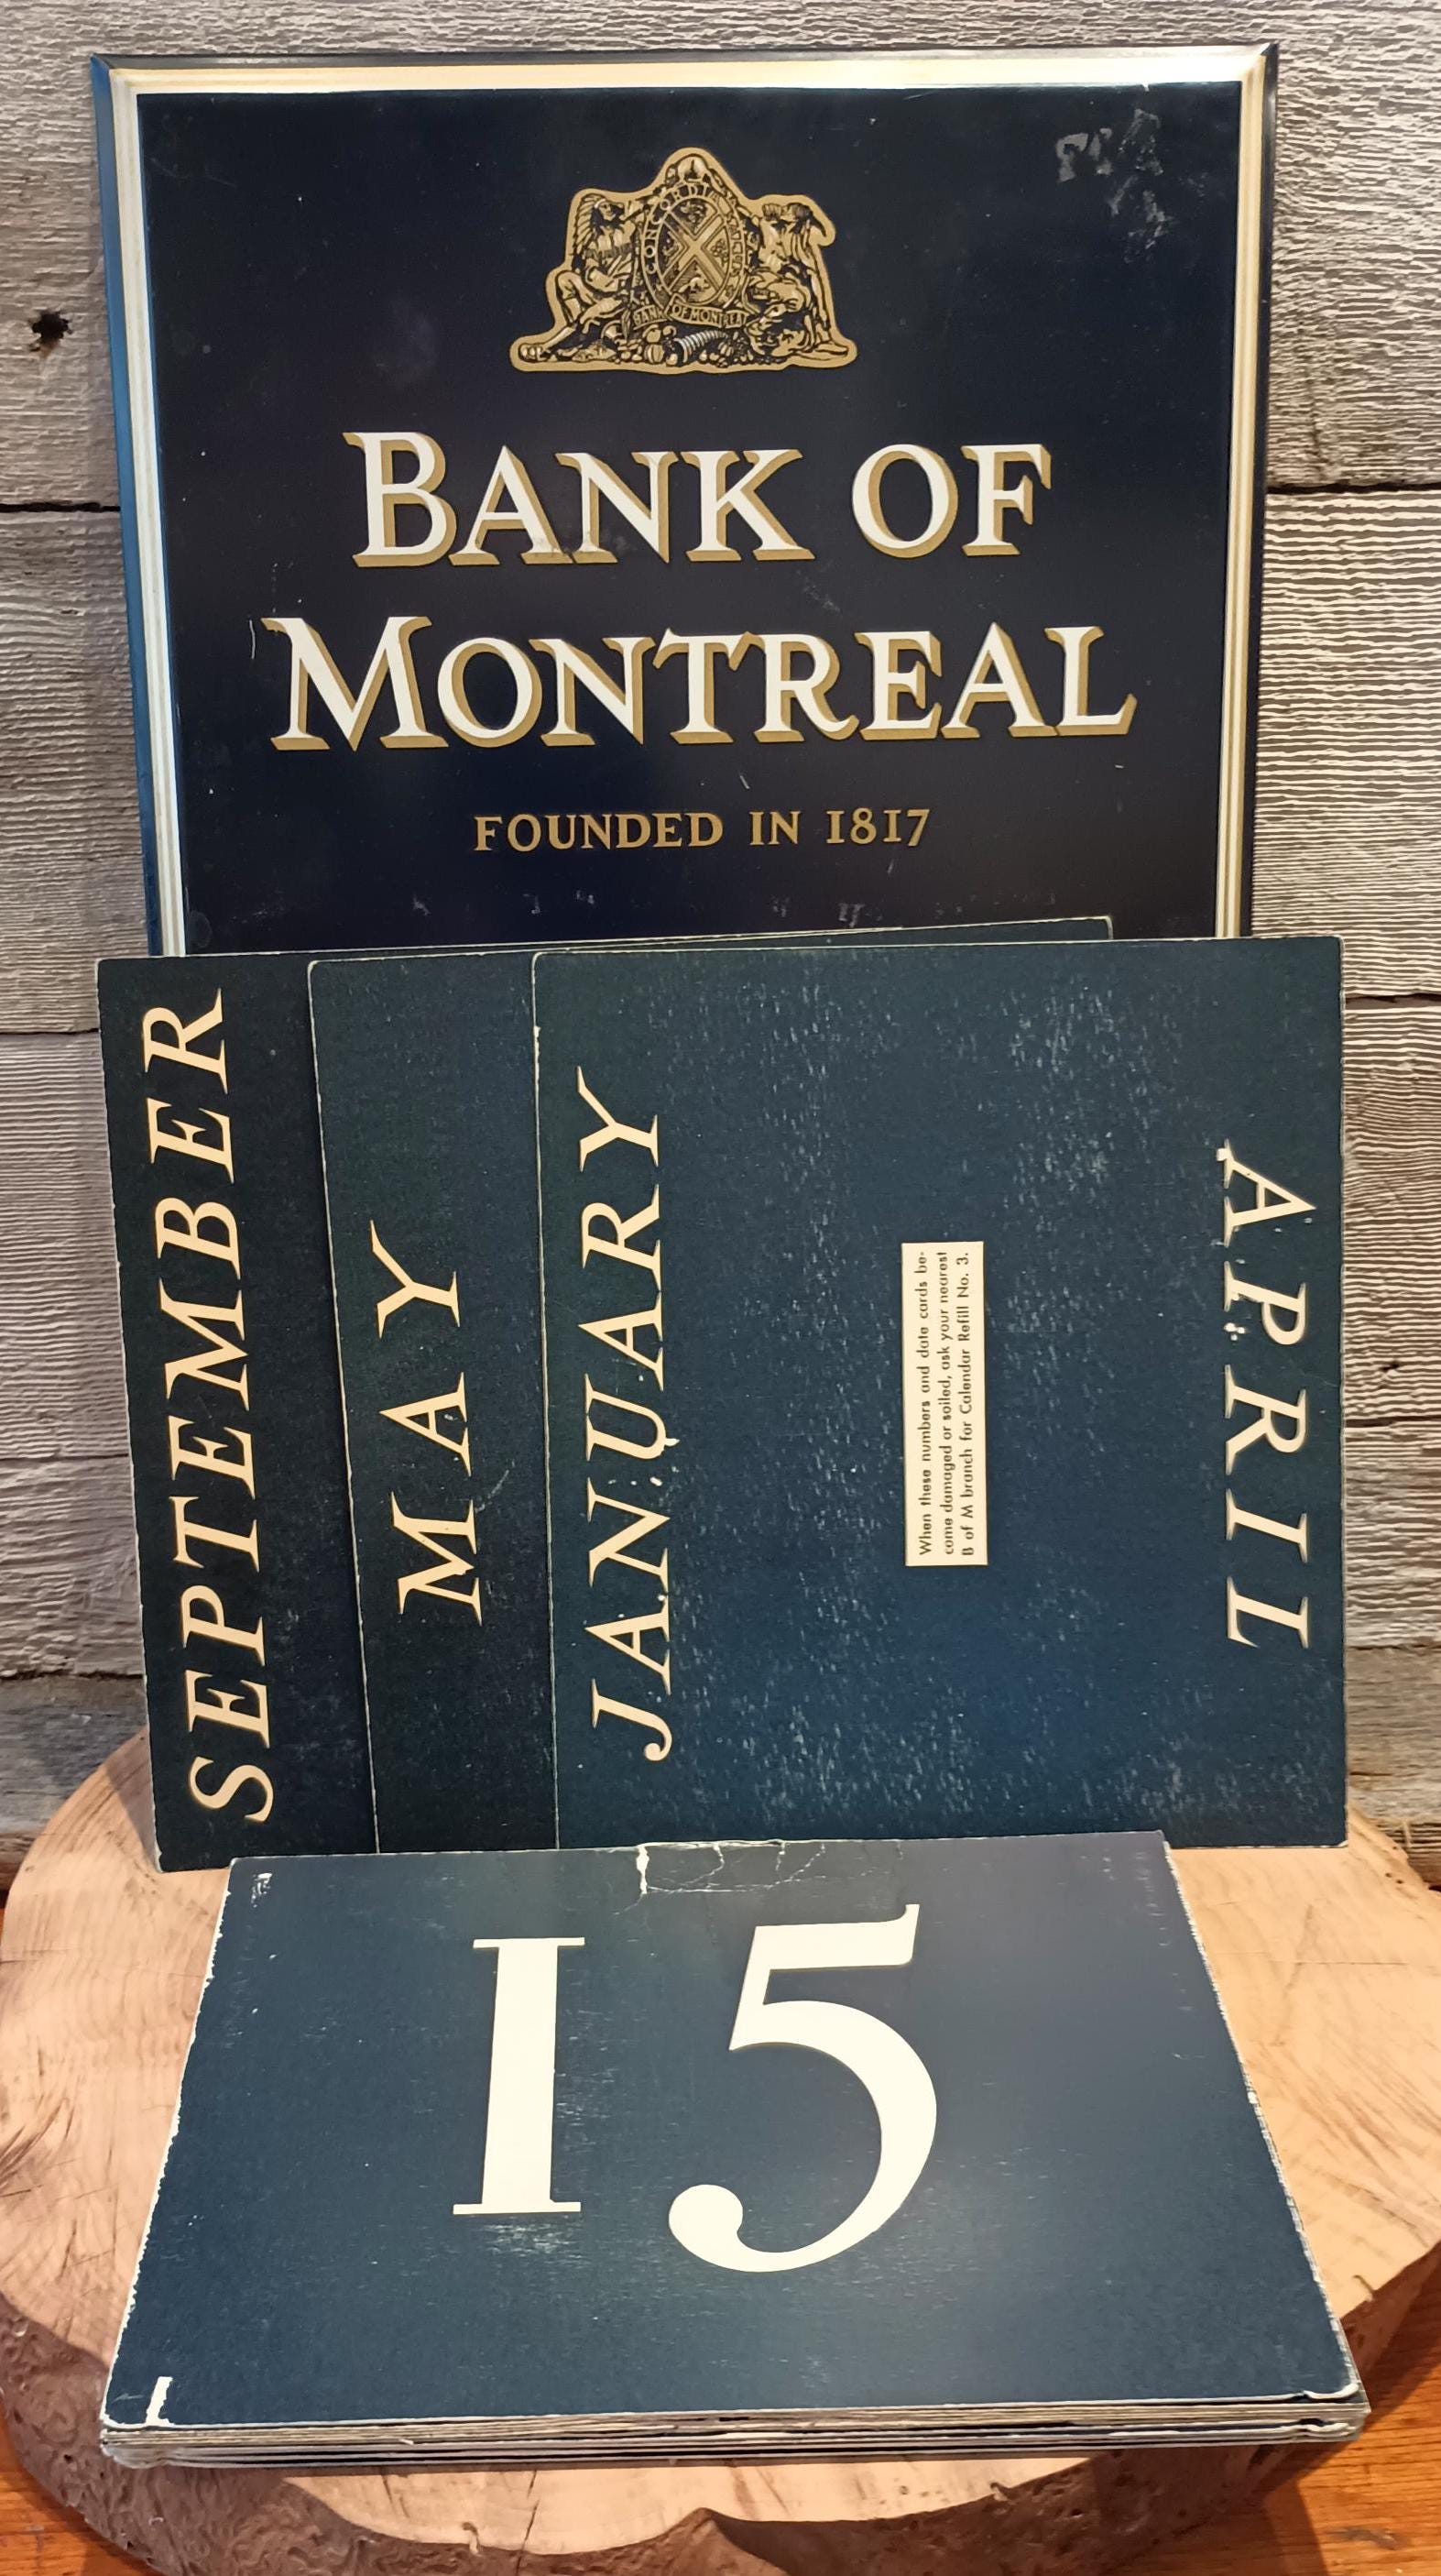 CONCORDIA SALUS
BANK OF MONTREAL
BANK OF
MONTREAL
FOUNDED IN 1817
SEPTEMBER
MAY
JANUARY
When these numbers and date cards be-
come damaged or soiled, ask your nearest
B of M branch for Calendar Refill No. 3.
APRIL
15